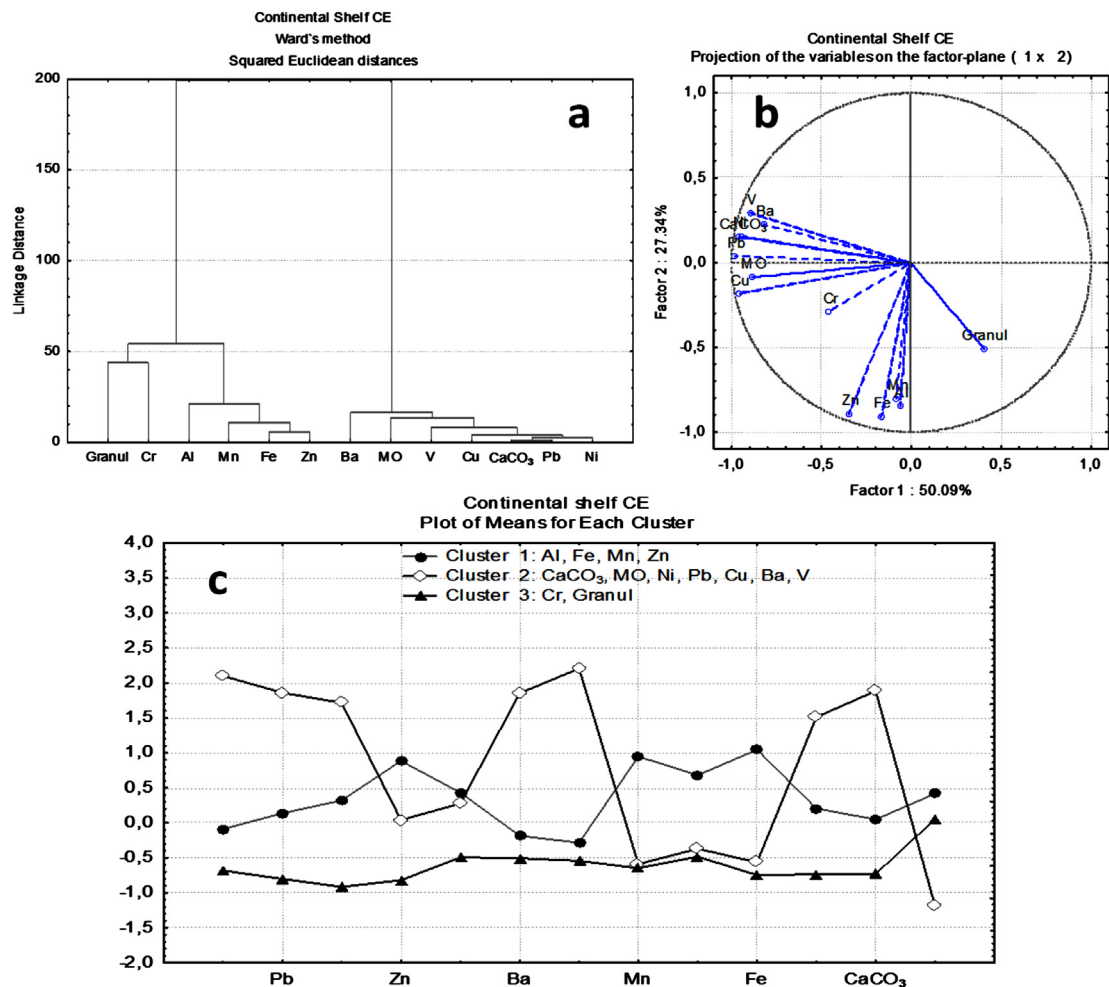 Continental Shelf CE
Ward`s method
Squared Euclidean distances
200
150
100
50
0
Linkage Distance
a
Granul Cr Al Mn Fe Zn Ba MO V Cu CaCO₃ Pb Ni
Continental Shelf CE
Projection of the variables on the factor-plane ( 1 x 2)
b
1,0
0,5
0,0
-0,5
-1,0
Factor 2 : 27.34%
V
Ba
CaCO₃
Ni
Pb
MO
Cu
Cr
Granul
Mn
Al
Zn
Fe
-1,0 -0,5 0,0 0,5 1,0
Factor 1 : 50.09%
Continental shelf CE
Plot of Means for Each Cluster
c
Cluster 1: Al, Fe, Mn, Zn
Cluster 2: CaCO₃, MO, Ni, Pb, Cu, Ba, V
Cluster 3: Cr, Granul
4,0
3,5
3,0
2,5
2,0
1,5
1,0
0,5
0,0
-0,5
-1,0
-1,5
-2,0
Pb Zn Ba Mn Fe CaCO₃